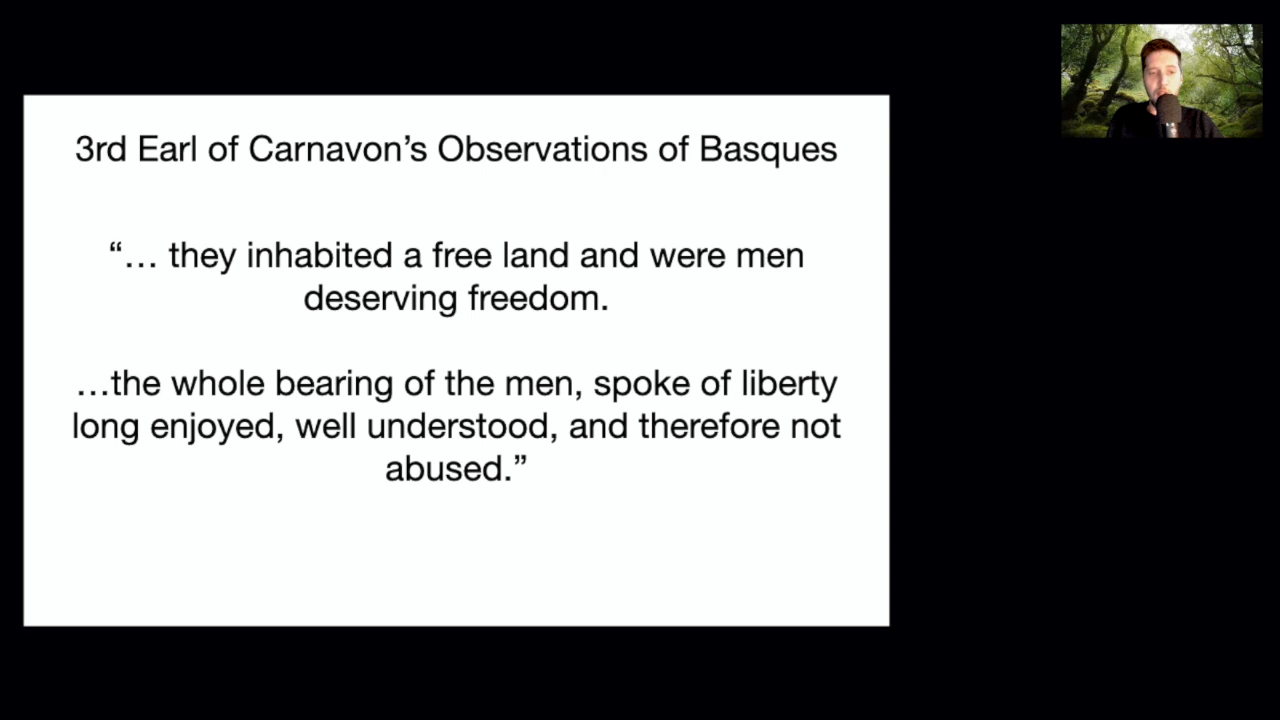 3rd Earl of Carnavon’s Observations of Basques
“… they inhabited a free land and were men
deserving freedom.
…the whole bearing of the men, spoke of liberty
long enjoyed, well understood, and therefore not
abused.”